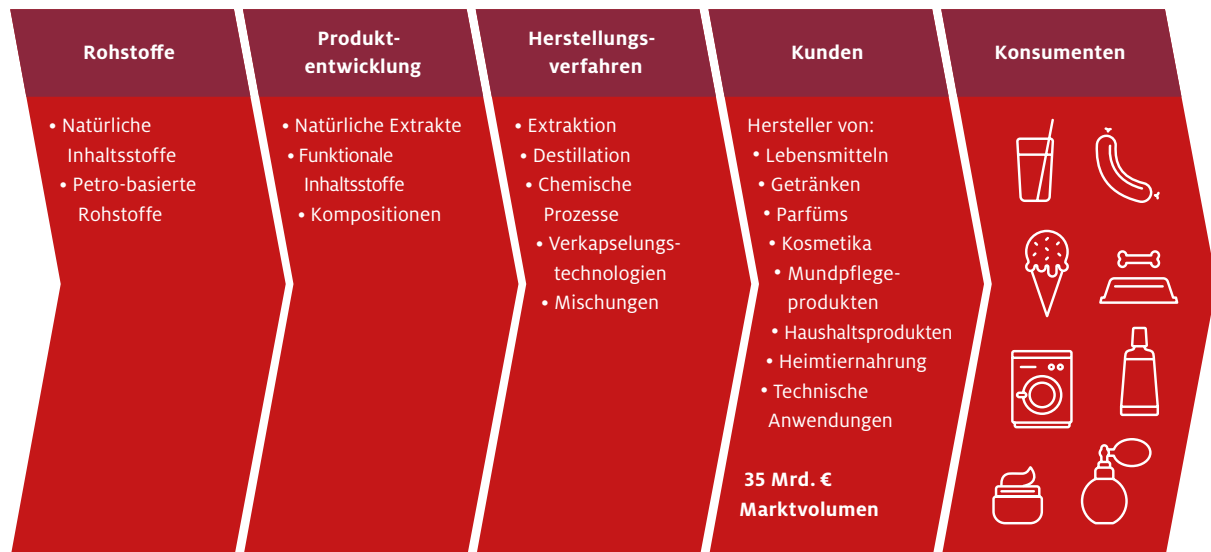 Rohstoffe
• Natürliche
Inhaltsstoffe
• Petro-basierte
Rohstoffe
Produkt-
entwicklung
• Natürliche Extrakte
• Funktionale
Inhaltsstoffe
• Kompositionen
Herstellungs-
verfahren
• Extraktion
• Destillation
• Chemische
Prozesse
• Verkapselungs-
technologien
• Mischungen
Kunden
Hersteller von:
• Lebensmitteln
• Getränken
• Parfüms
• Kosmetika
• Mundpflege-
produkten
• Haushaltsprodukten
• Heimtiernahrung
• Technische
Anwendungen
35 Mrd. €
Marktvolumen
Konsumenten